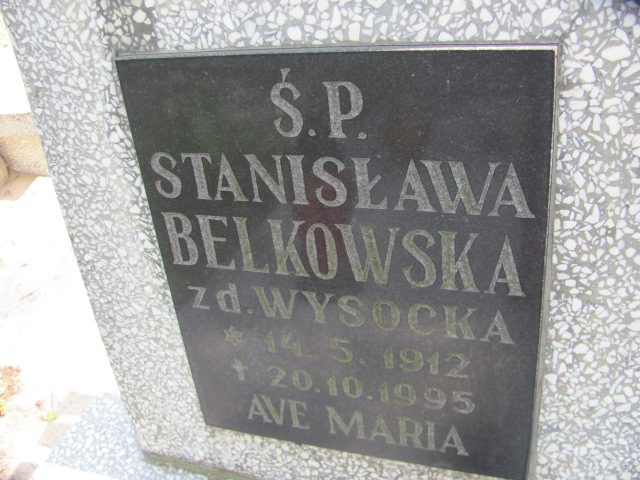 Ś.P.
STANISŁAWA
BELKOWSKA
zd. WYSOCKA
* 14.5.1912
† 20.10.1995
AVE MARIA